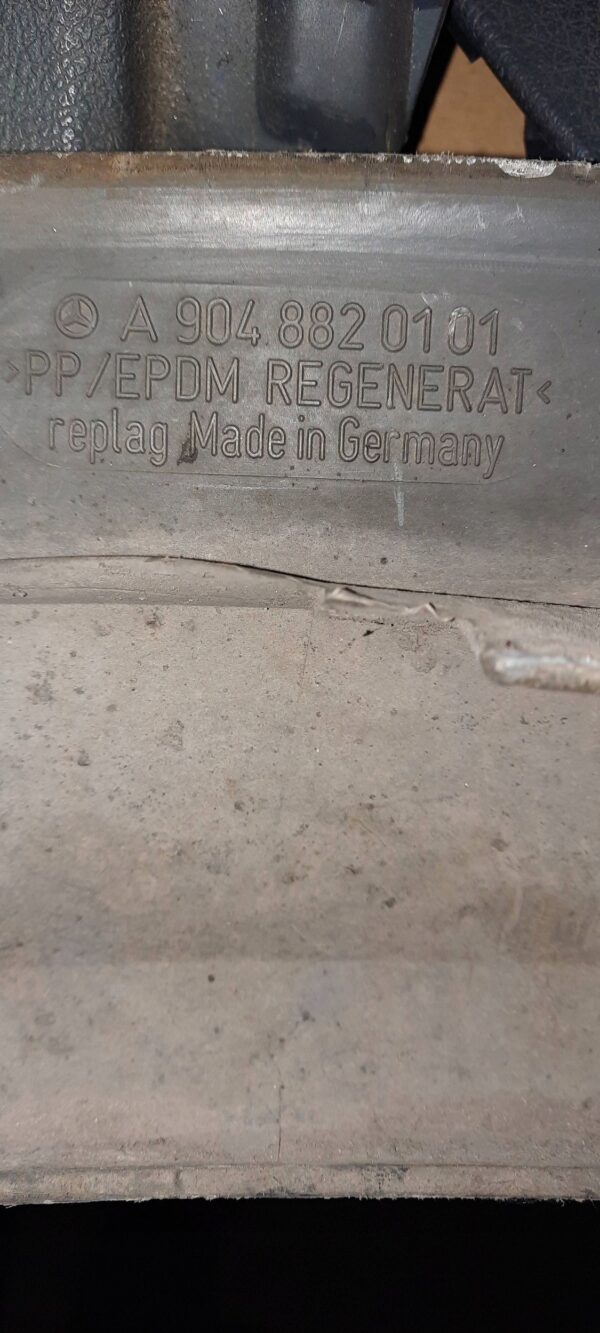 A 904 882 01 01
>PP/EPDM REGENERAT<
replag Made in Germany